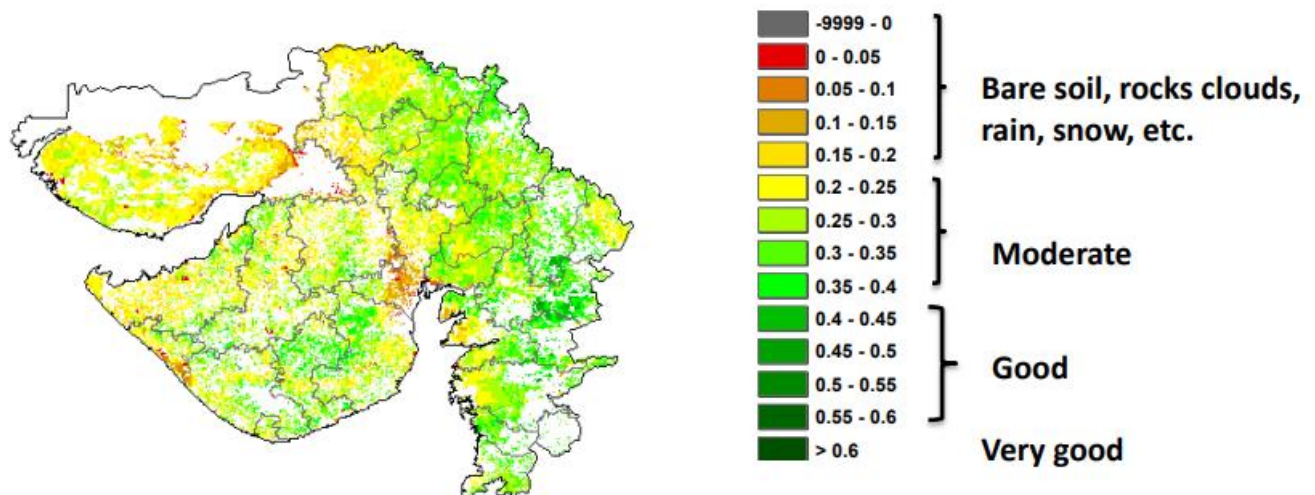 -9999 - 0
0 - 0.05
0.05 - 0.1
0.1 - 0.15
0.15 - 0.2
0.2 - 0.25
0.25 - 0.3
0.3 - 0.35
0.35 - 0.4
0.4 - 0.45
0.45 - 0.5
0.5 - 0.55
0.55 - 0.6
> 0.6
Bare soil, rocks clouds,
rain, snow, etc.
Moderate
Good
Very good